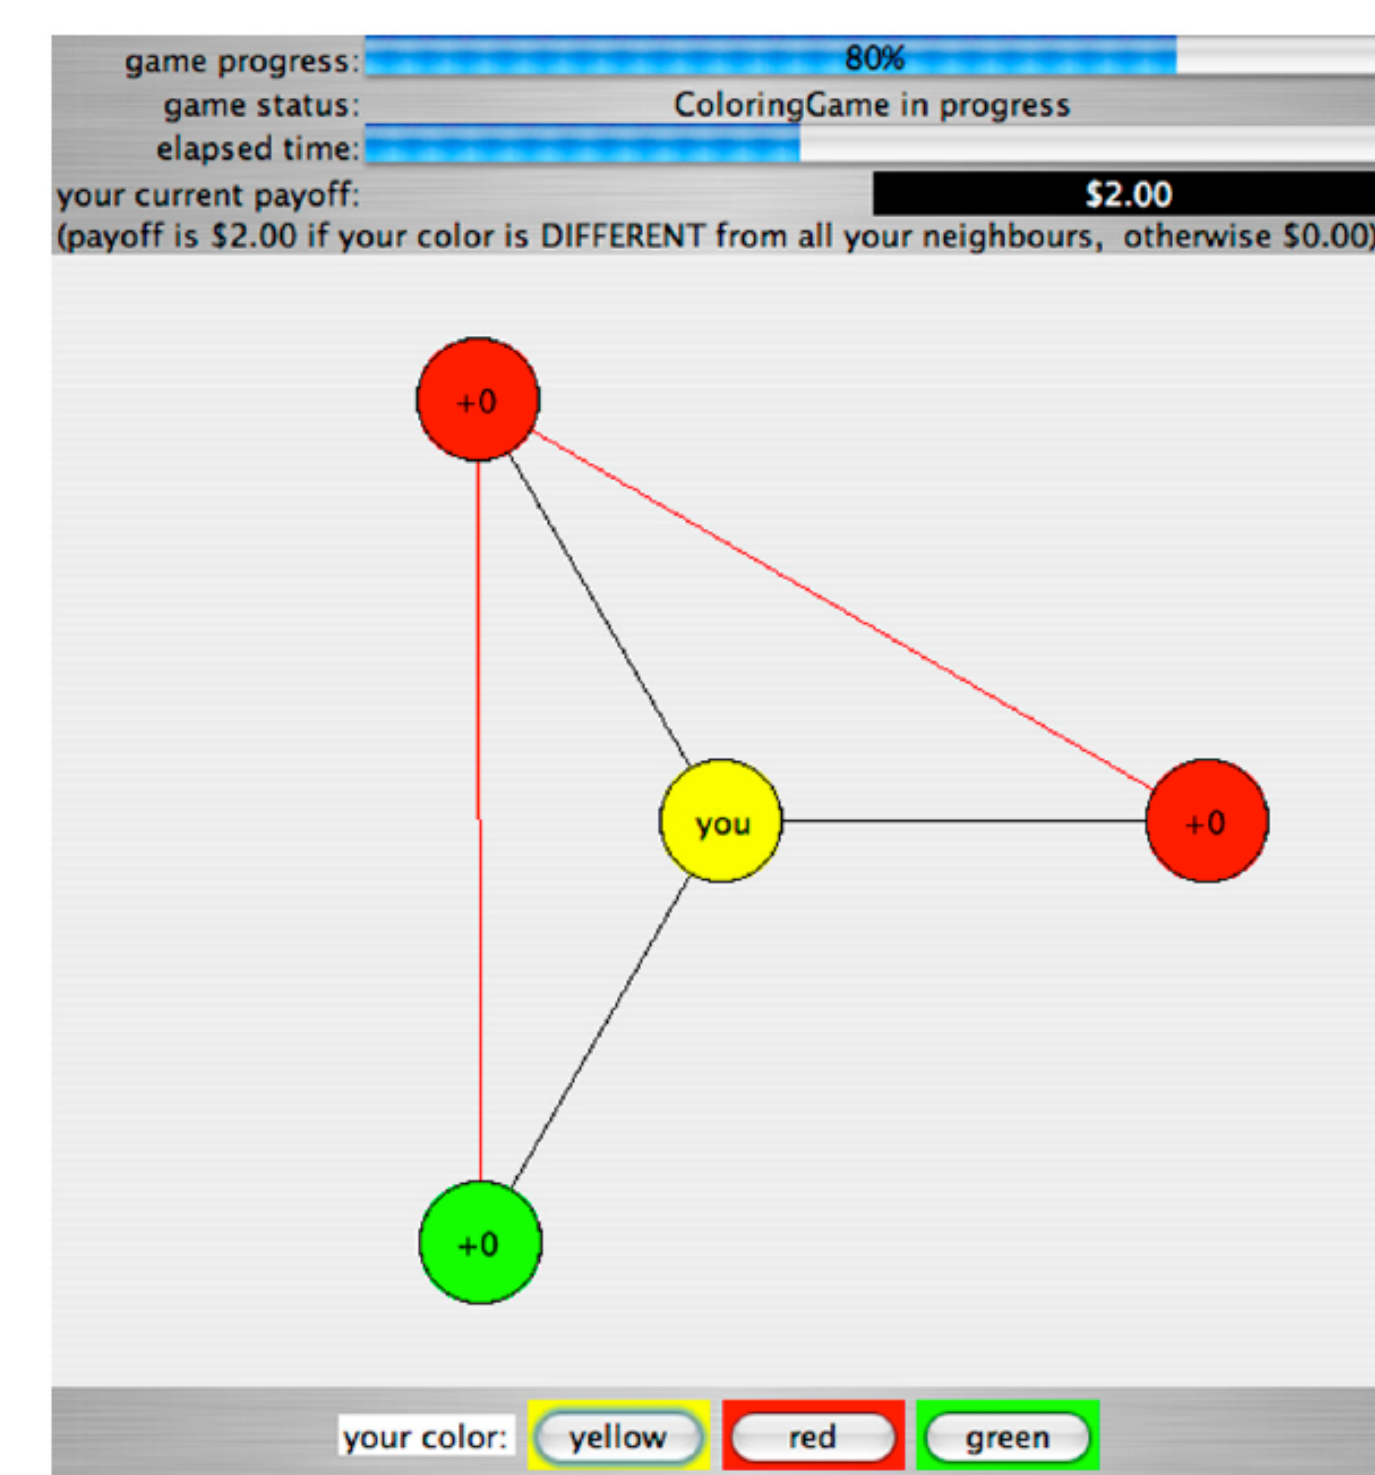 game progress: 80%
game status: ColoringGame in progress
elapsed time:
your current payoff: $2.00
(payoff is $2.00 if your color is DIFFERENT from all your neighbours, otherwise $0.00)
+0
you
+0
+0
your color: yellow red green